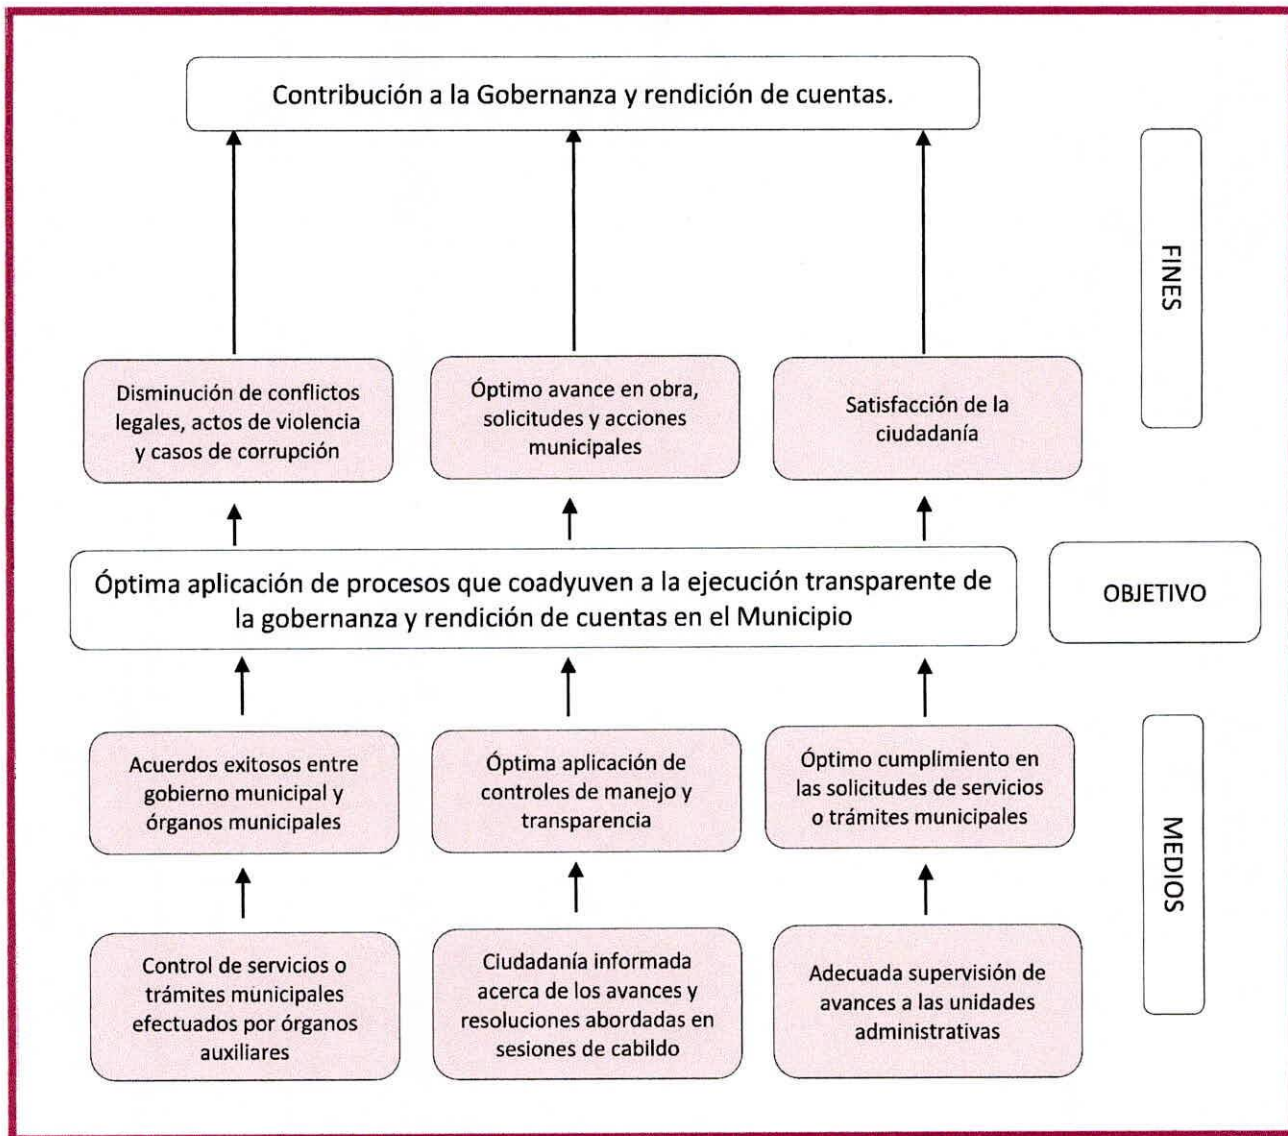 Contribución a la Gobernanza y rendición de cuentas.
FINES
Disminución de conflictos
legales, actos de violencia
y casos de corrupción
Óptimo avance en obra,
solicitudes y acciones
municipales
Satisfacción de la
ciudadanía
Óptima aplicación de procesos que coadyuven a la ejecución transparente de
la gobernanza y rendición de cuentas en el Municipio
OBJETIVO
Acuerdos exitosos entre
gobierno municipal y
órganos municipales
Óptima aplicación de
controles de manejo y
transparencia
Óptimo cumplimiento en
las solicitudes de servicios
o trámites municipales
MEDIOS
Control de servicios o
trámites municipales
efectuados por órganos
auxiliares
Ciudadanía informada
acerca de los avances y
resoluciones abordadas en
sesiones de cabildo
Adecuada supervisión de
avances a las unidades
administrativas